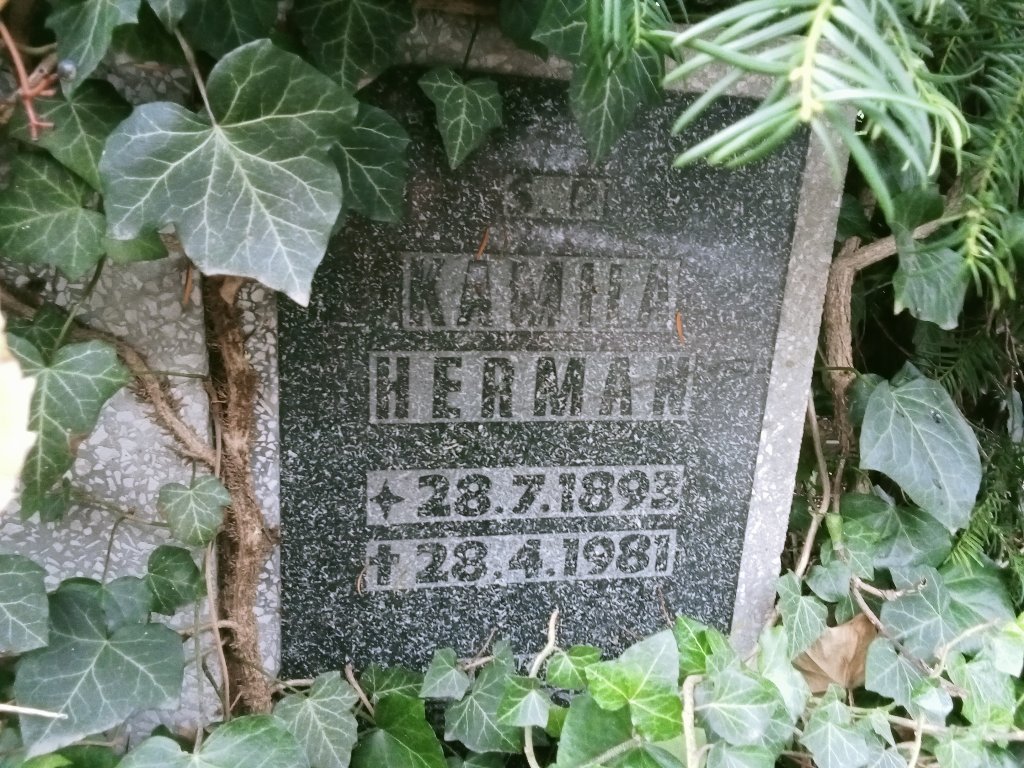 S P
KAMILA
HERMAN
✦ 28.7.1893
† 28.4.1981